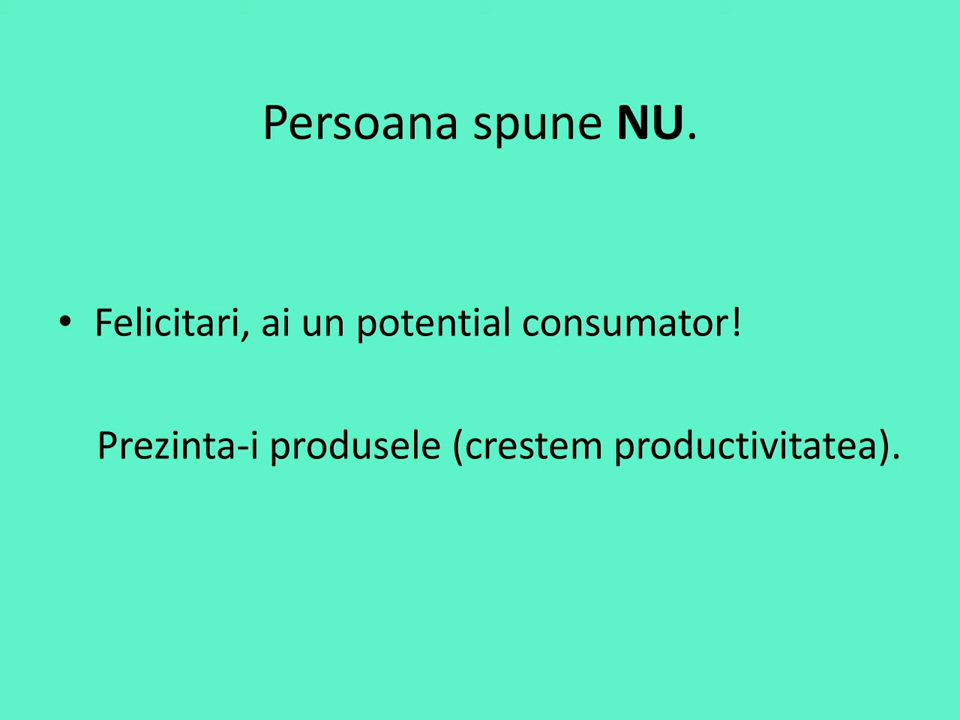 Persoana spune NU.
• Felicitari, ai un potential consumator!
Prezinta-i produsele (crestem productivitatea).